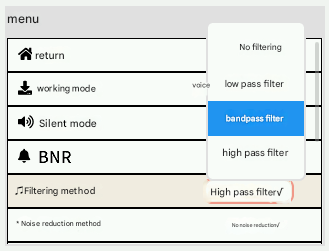 menu
return
No filtering
working mode
voice
low pass filter
Silent mode
bandpass filter
BNR
high pass filter
♫Filtering method
High pass filter√
* Noise reduction method
No noise reduction√